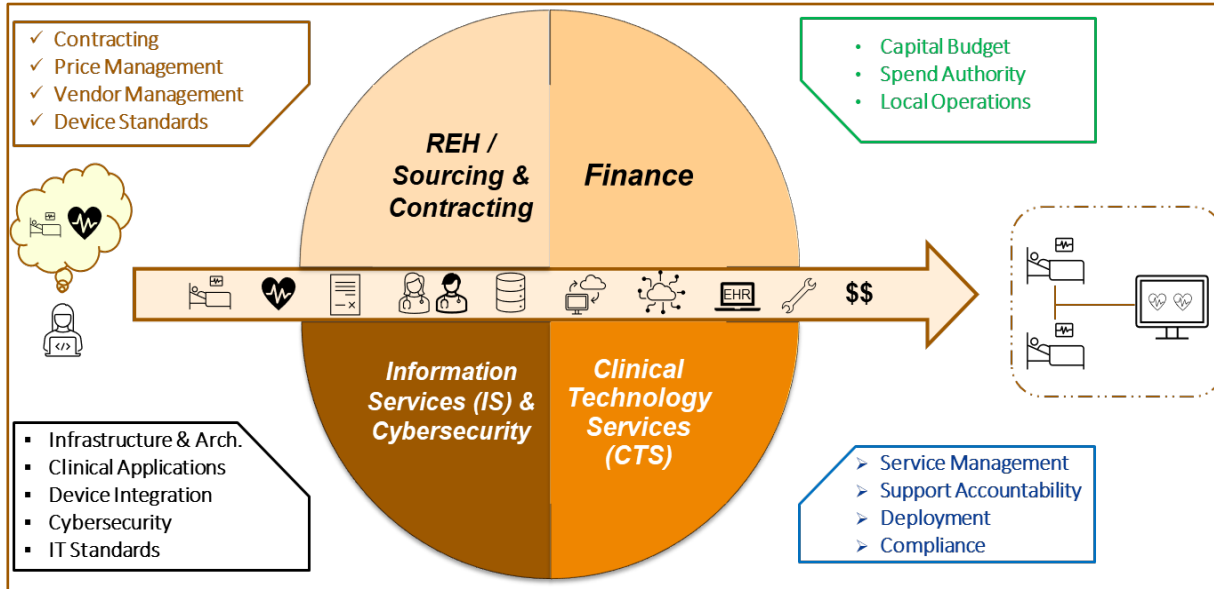 ✓ Contracting
✓ Price Management
✓ Vendor Management
✓ Device Standards
• Capital Budget
• Spend Authority
• Local Operations
REH /
Sourcing &
Contracting
Finance
EHR
$$
</>
Information
Services (IS) &
Cybersecurity
Clinical
Technology
Services
(CTS)
▪ Infrastructure & Arch.
▪ Clinical Applications
▪ Device Integration
▪ Cybersecurity
▪ IT Standards
➢ Service Management
➢ Support Accountability
➢ Deployment
➢ Compliance